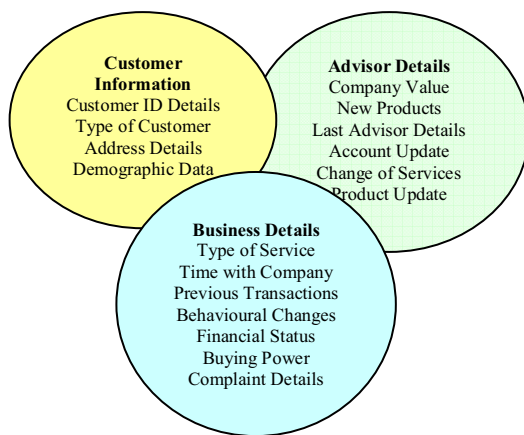 Customer
Information
Customer ID Details
Type of Customer
Address Details
Demographic Data
Advisor Details
Company Value
New Products
Last Advisor Details
Account Update
Change of Services
Product Update
Business Details
Type of Service
Time with Company
Previous Transactions
Behavioural Changes
Financial Status
Buying Power
Complaint Details